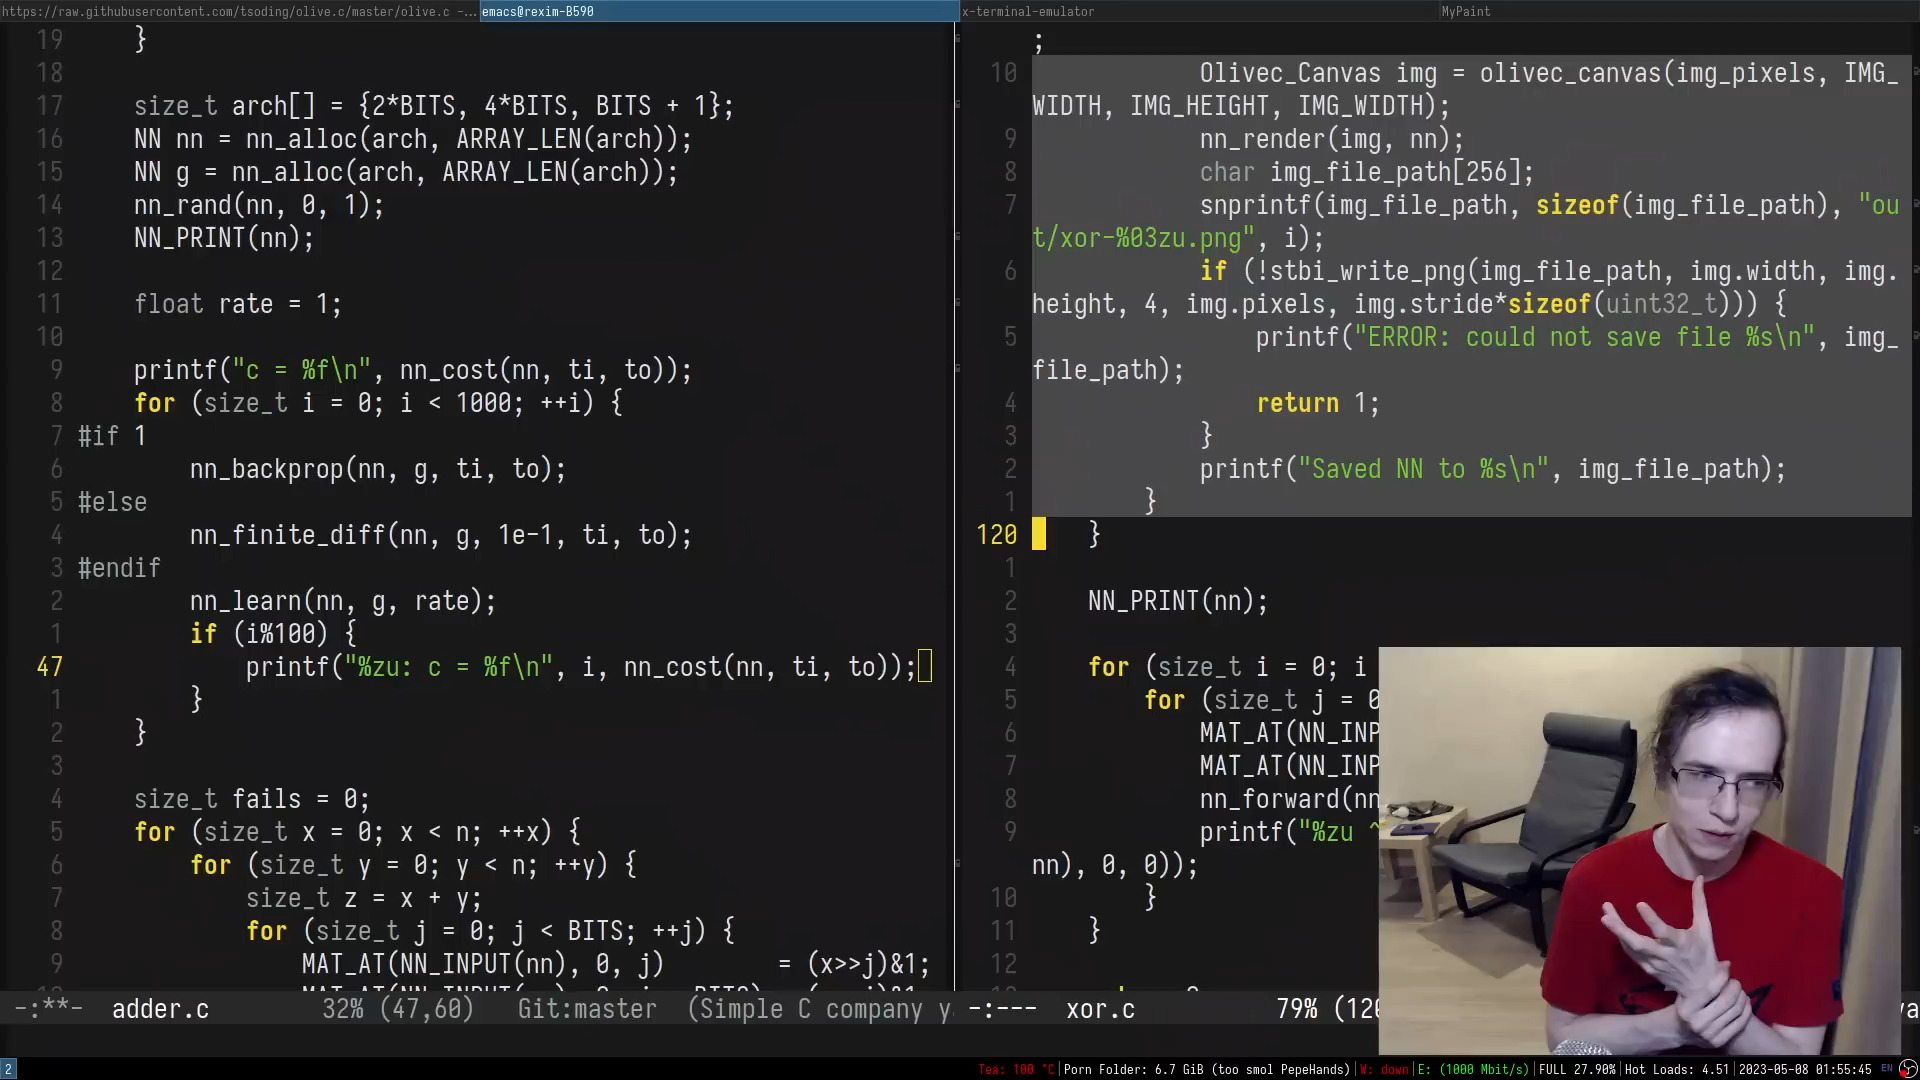 https://raw.githubusercontent.com/tsoding/olive.c/master/olive.c -...
emacs@rexim-B590
x-terminal-emulator
MyPaint
19 }
18
17 size_t arch[] = {2*BITS, 4*BITS, BITS + 1};
16 NN nn = nn_alloc(arch, ARRAY_LEN(arch));
15 NN g = nn_alloc(arch, ARRAY_LEN(arch));
14 nn_rand(nn, 0, 1);
13 NN_PRINT(nn);
12
11 float rate = 1;
10
9 printf("c = %f\n", nn_cost(nn, ti, to));
8 for (size_t i = 0; i < 1000; ++i) {
7 #if 1
6 nn_backprop(nn, g, ti, to);
5 #else
4 nn_finite_diff(nn, g, 1e-1, ti, to);
3 #endif
2 nn_learn(nn, g, rate);
1 if (i%100) {
47 printf("%zu: c = %f\n", i, nn_cost(nn, ti, to));
1 }
2 }
3
4 size_t fails = 0;
5 for (size_t x = 0; x < n; ++x) {
6 for (size_t y = 0; y < n; ++y) {
7 size_t z = x + y;
8 for (size_t j = 0; j < BITS; ++j) {
9 MAT_AT(NN_INPUT(nn), 0, j) = (x>>j)&1;
-:**- adder.c 32% (47,60) Git:master (Simple C company y
;
10 Olivec_Canvas img = olivec_canvas(img_pixels, IMG_
WIDTH, IMG_HEIGHT, IMG_WIDTH);
9 nn_render(img, nn);
8 char img_file_path[256];
7 snprintf(img_file_path, sizeof(img_file_path), "ou
t/xor-%03zu.png", i);
6 if (!stbi_write_png(img_file_path, img.width, img.
height, 4, img.pixels, img.stride*sizeof(uint32_t))) {
5 printf("ERROR: could not save file %s\n", img_
file_path);
4 return 1;
3 }
2 printf("Saved NN to %s\n", img_file_path);
1 }
120 }
1
2 NN_PRINT(nn);
3
4 for (size_t i = 0; i
5 for (size_t j = 0
6 MAT_AT(NN_INP
7 MAT_AT(NN_INP
8 nn_forward(nn
9 printf("%zu ^
nn), 0, 0));
10 }
11 }
12
-:--- xor.c 79% (120
2
Tea: 100 °C|Porn Folder: 6.7 GiB (too smol PepeHands)|W: down|E: (1000 Mbit/s)|FULL 27.90%|Hot Loads: 4.51|2023-05-08 01:55:45 EN